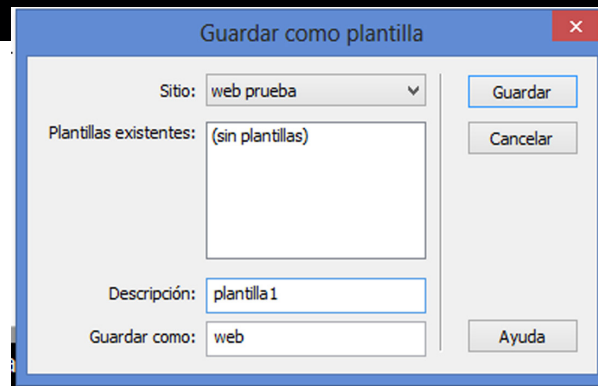 Guardar como plantilla
Sitio: web prueba
Guardar
Plantillas existentes: (sin plantillas)
Cancelar
Descripción: plantilla1
Guardar como: web
Ayuda